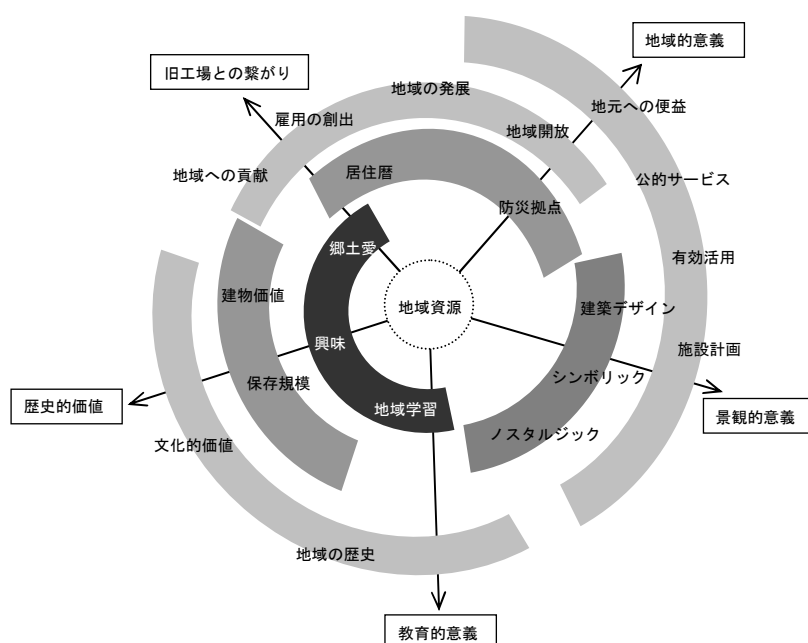 地域的意義
旧工場との繋がり
地域の発展
地元への便益
雇用の創出
地域開放
地域への貢献
居住暦
公的サービス
防災拠点
郷土愛
有効活用
建物価値
地域資源
建築デザイン
興味
施設計画
保存規模
シンボリック
歴史的価値
地域学習
景観的意義
ノスタルジック
文化的価値
地域の歴史
教育的意義